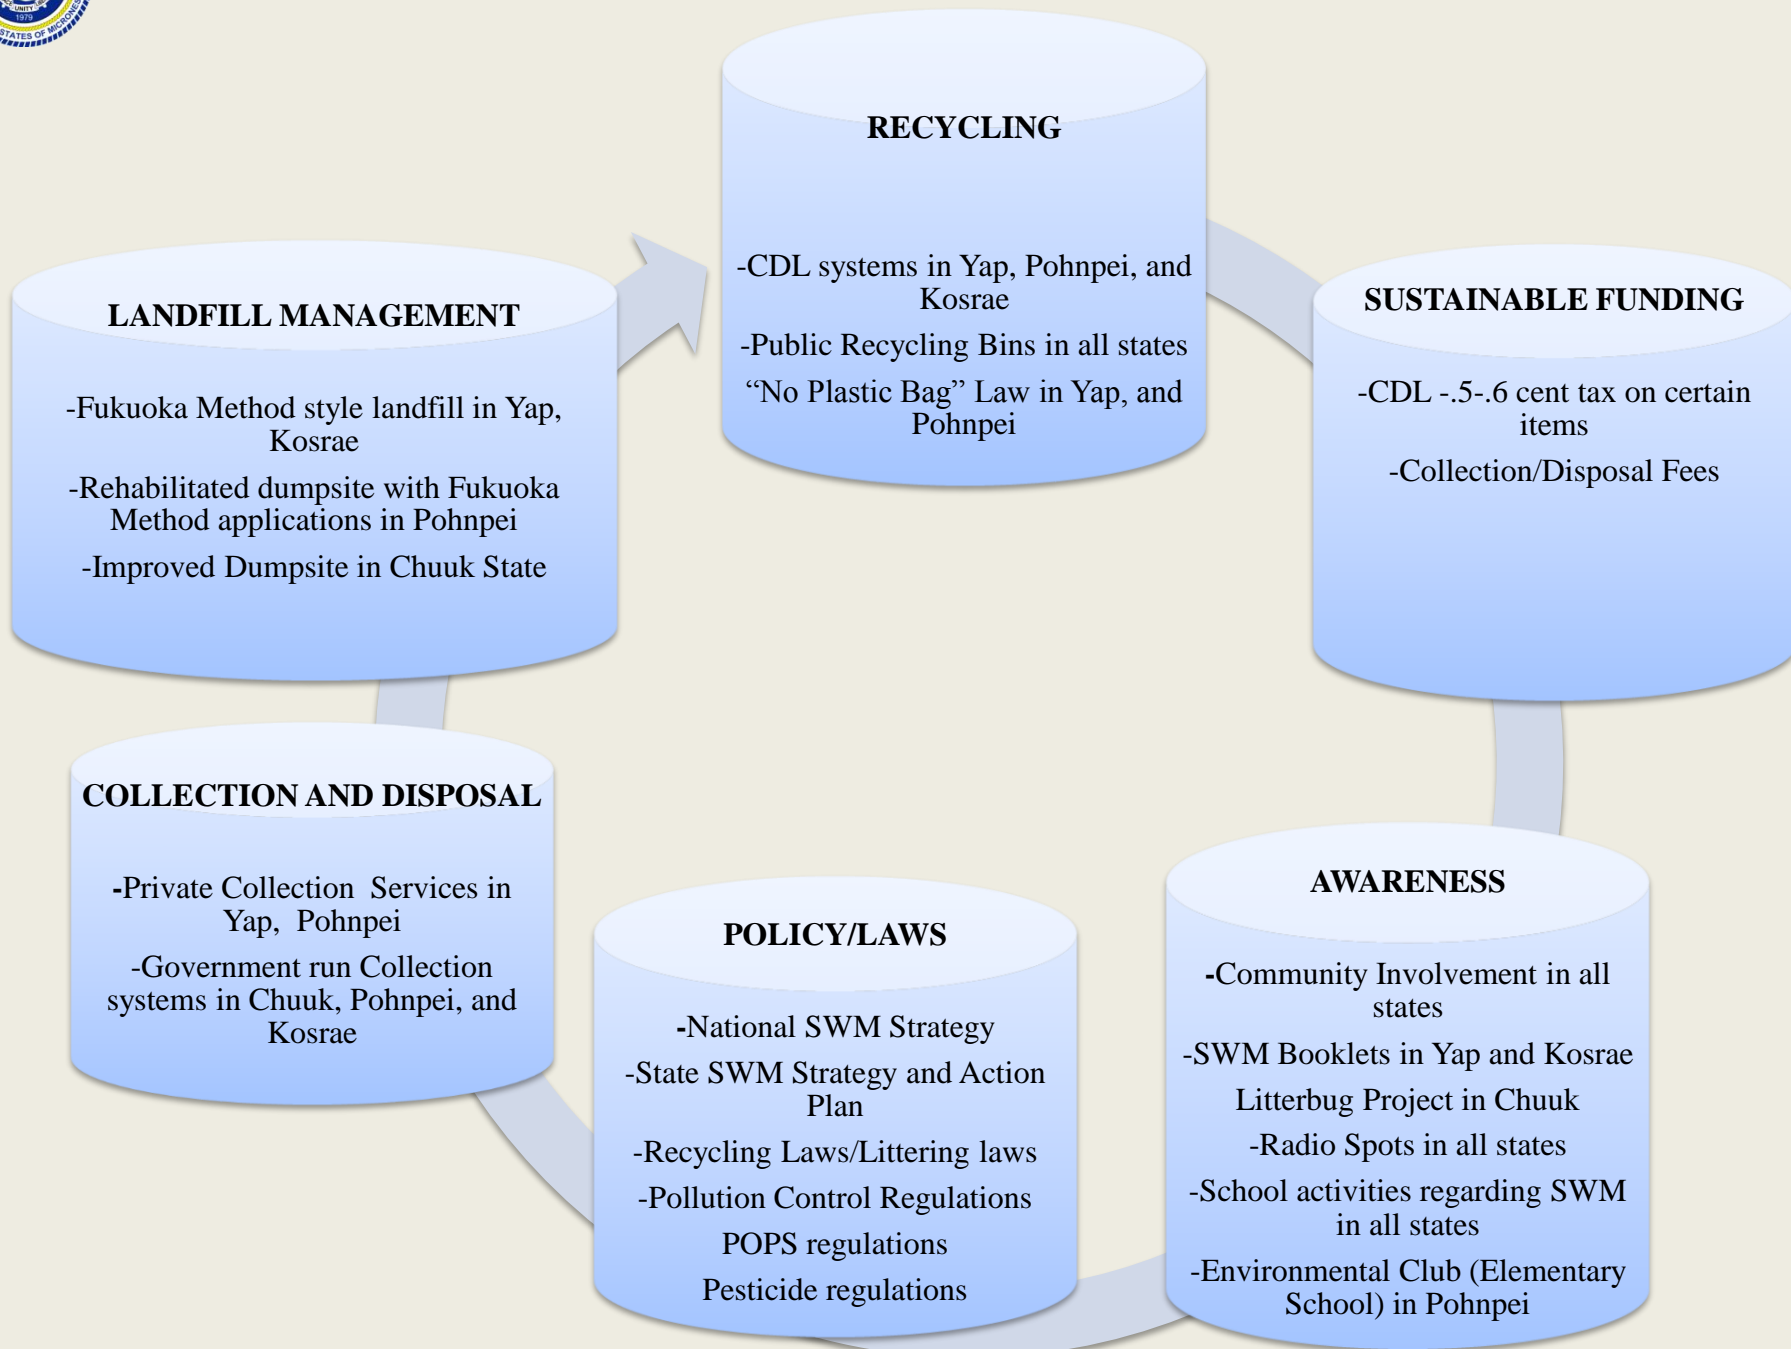 UNITY
1979
STATES OF MICRONES
RECYCLING
-CDL systems in Yap, Pohnpei, and
Kosrae
-Public Recycling Bins in all states
“No Plastic Bag” Law in Yap, and
Pohnpei
SUSTAINABLE FUNDING
-CDL -.5-.6 cent tax on certain
items
-Collection/Disposal Fees
AWARENESS
-Community Involvement in all
states
-SWM Booklets in Yap and Kosrae
Litterbug Project in Chuuk
-Radio Spots in all states
-School activities regarding SWM
in all states
-Environmental Club (Elementary
School) in Pohnpei
POLICY/LAWS
-National SWM Strategy
-State SWM Strategy and Action
Plan
-Recycling Laws/Littering laws
-Pollution Control Regulations
POPS regulations
Pesticide regulations
COLLECTION AND DISPOSAL
-Private Collection  Services in
Yap,  Pohnpei
-Government run Collection
systems in Chuuk, Pohnpei, and
Kosrae
LANDFILL MANAGEMENT
-Fukuoka Method style landfill in Yap,
Kosrae
-Rehabilitated dumpsite with Fukuoka
Method applications in Pohnpei
-Improved Dumpsite in Chuuk State